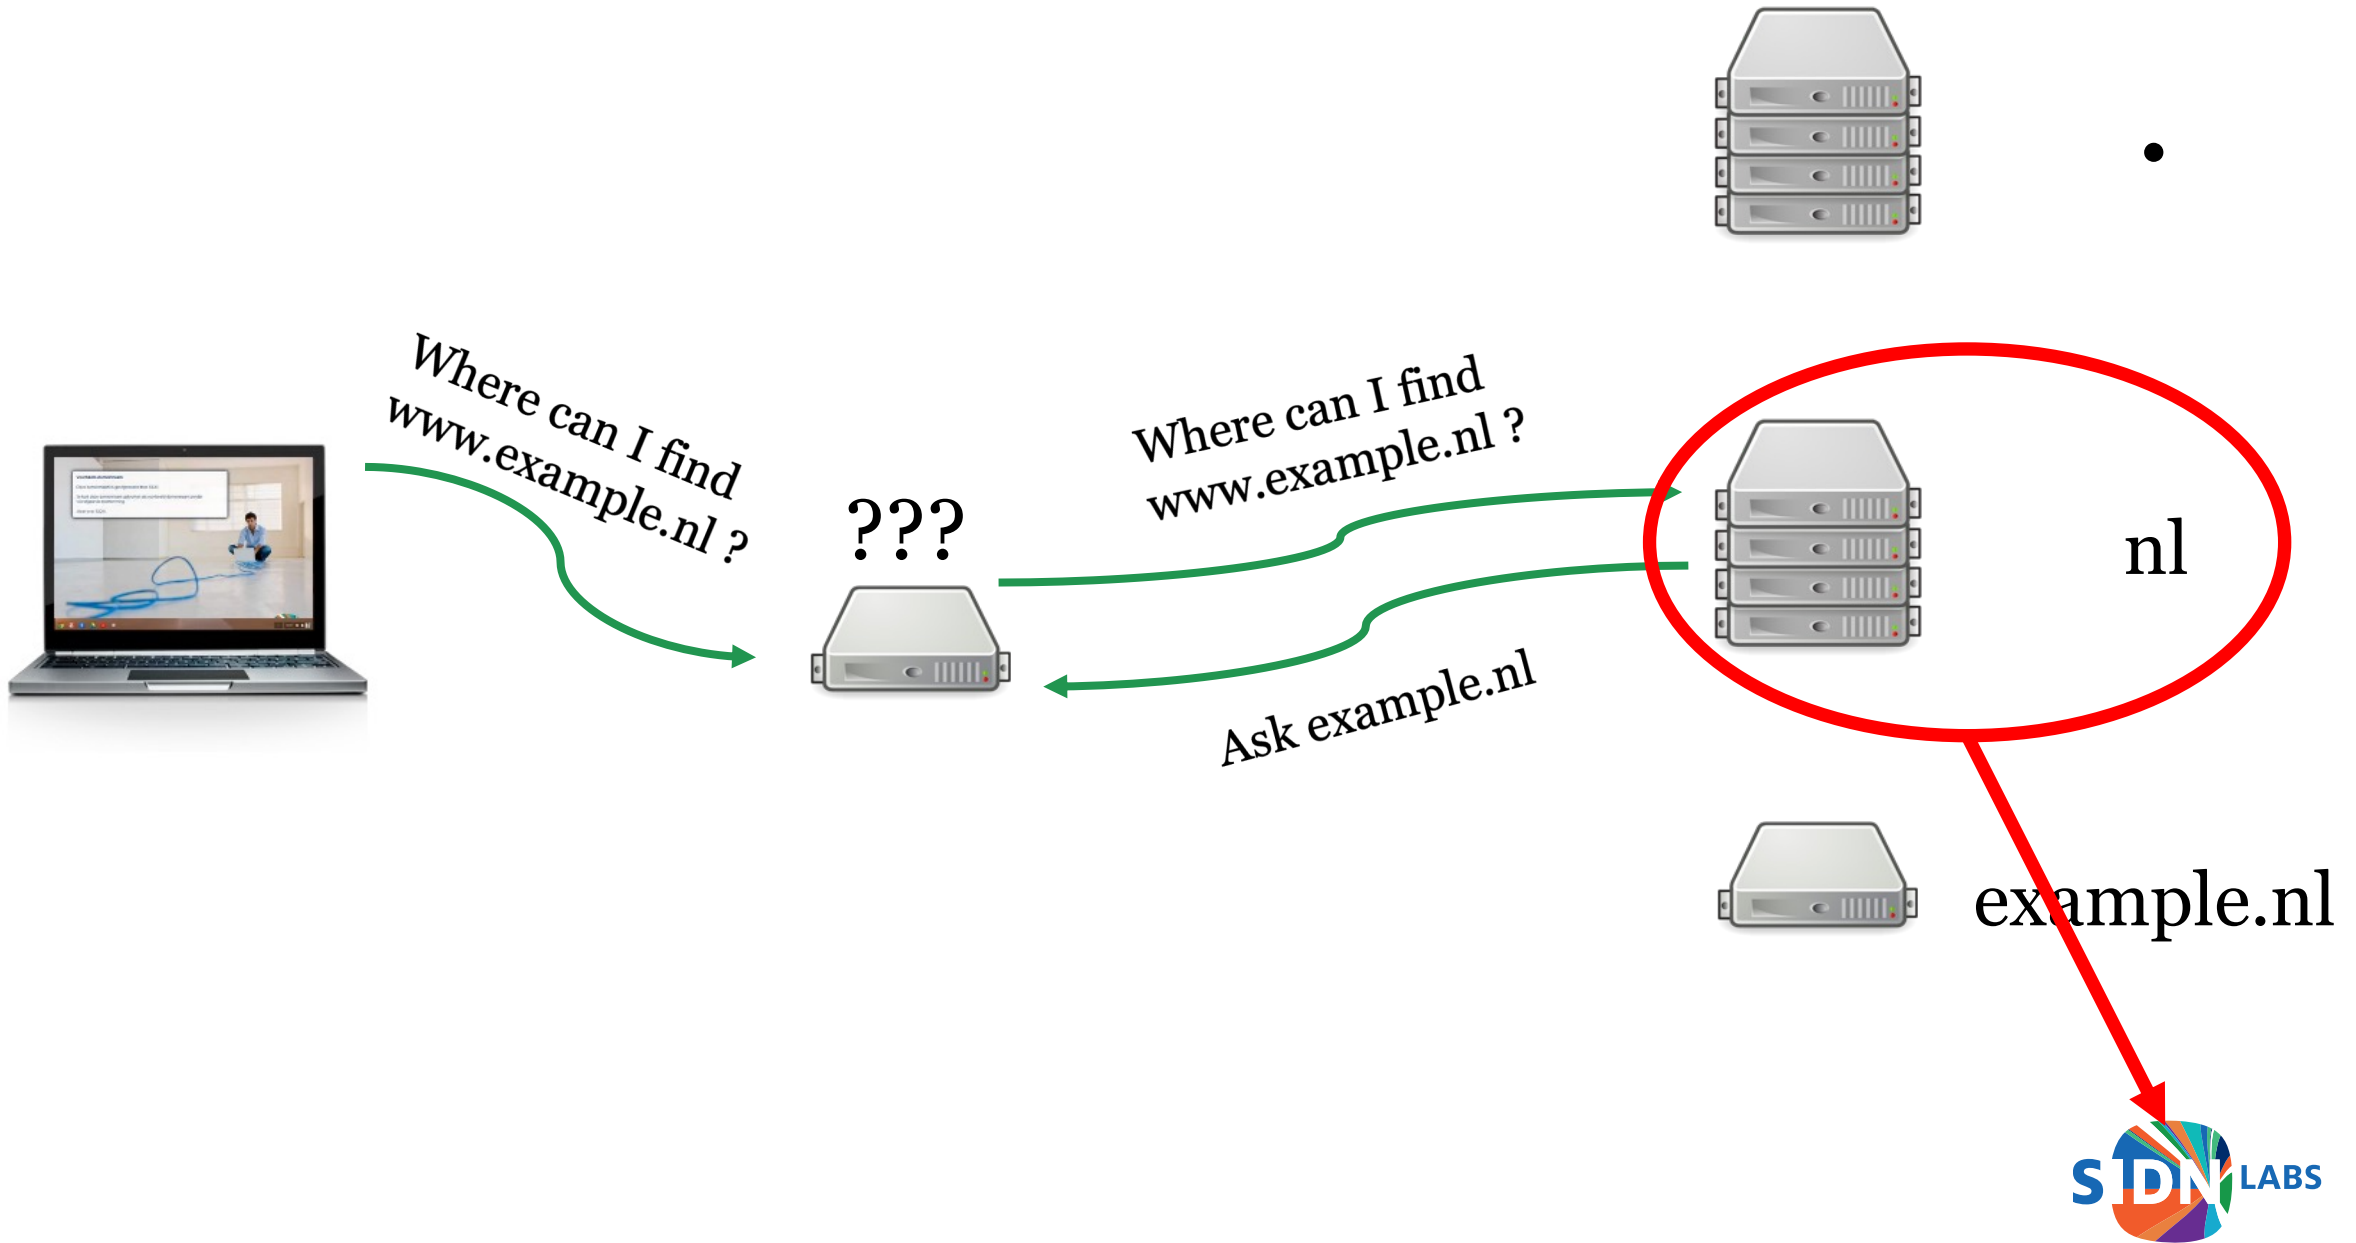 .
Where can I find
www.example.nl ?
Where can I find
www.example.nl ?
???
nl
Ask example.nl
example.nl
SIDN LABS